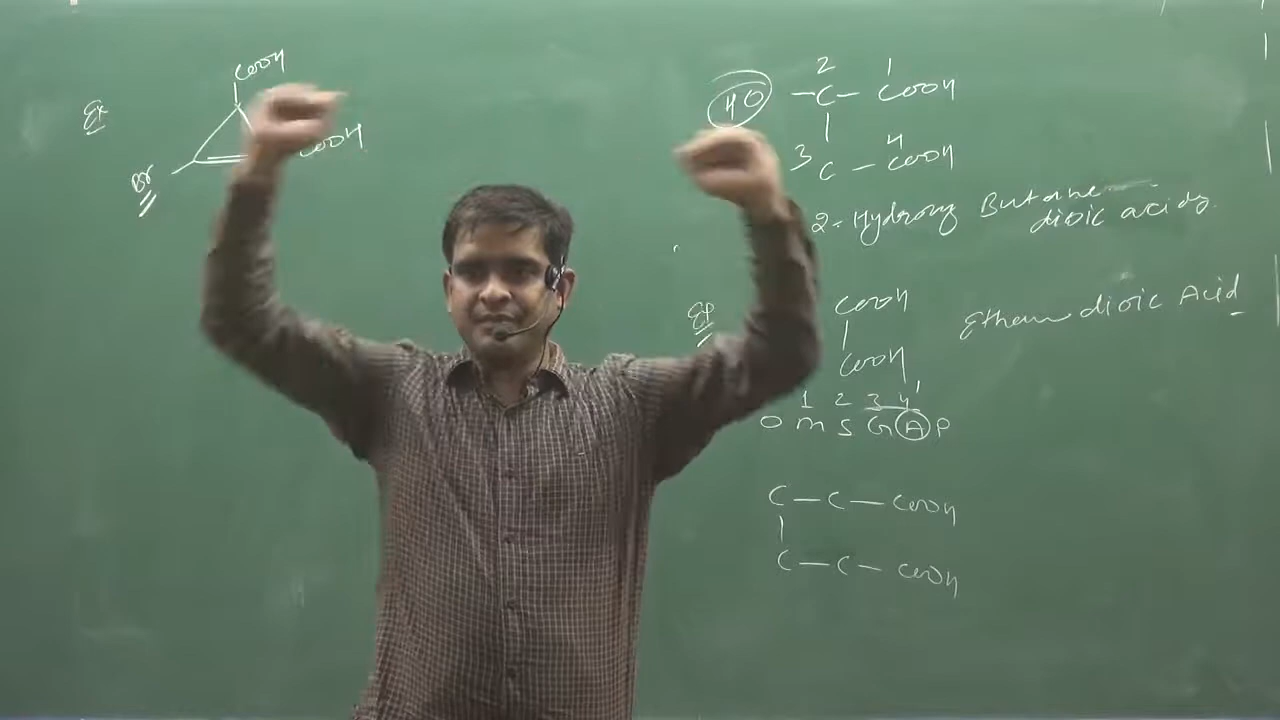 Ex
COOH
COOH
Br
2 1
HO -C- COOH
3 4
C - COOH
2-Hydroxy Butane
dioic acid
Ex
COOH
COOH
Ethane dioic Acid
1 2 3 4
O M S G A P
C - C - COOH
C - C - COOH